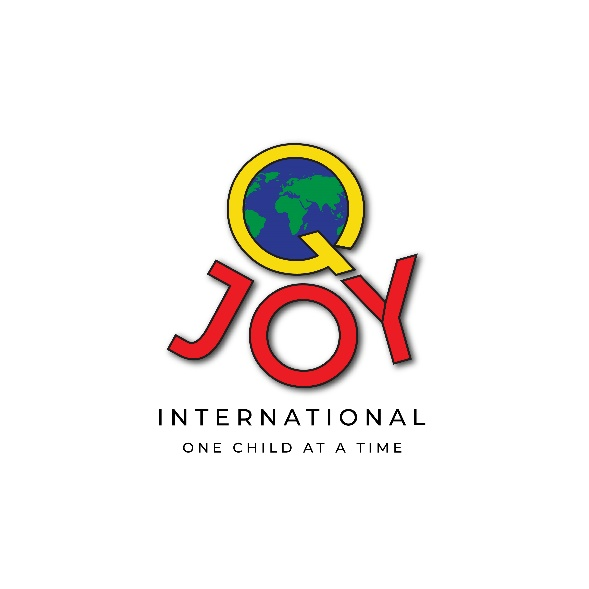 Q
JOY
INTERNATIONAL
ONE CHILD AT A TIME